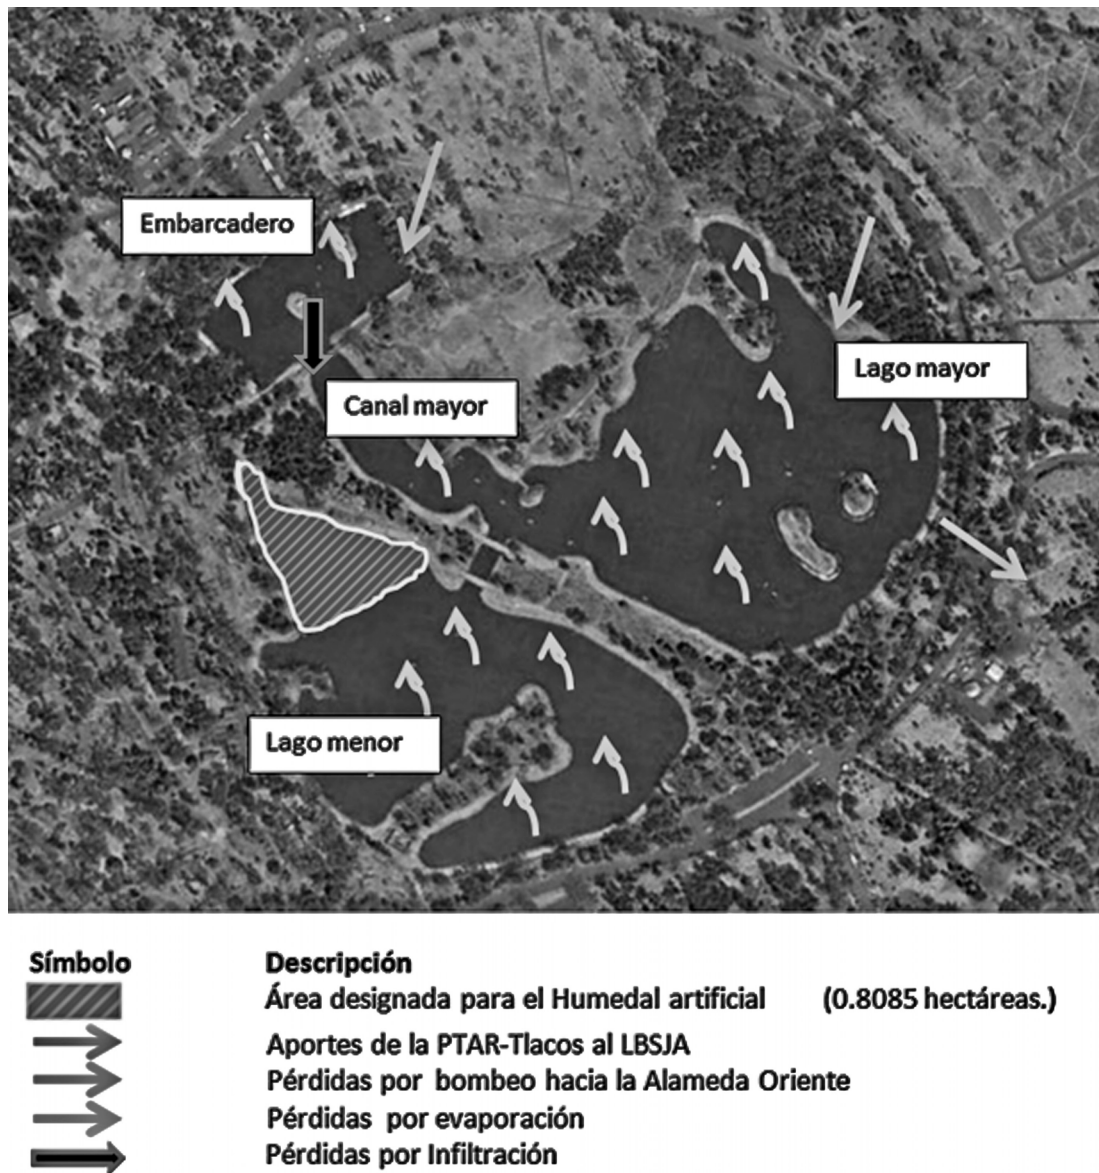 Embarcadero
Lago mayor
Canal mayor
Lago menor
Símbolo Descripción
Área designada para el Humedal artificial (0.8085 hectáreas.)
Aportes de la PTAR-Tlacos al LBSJA
Pérdidas por bombeo hacia la Alameda Oriente
Pérdidas por evaporación
Pérdidas por Infiltración